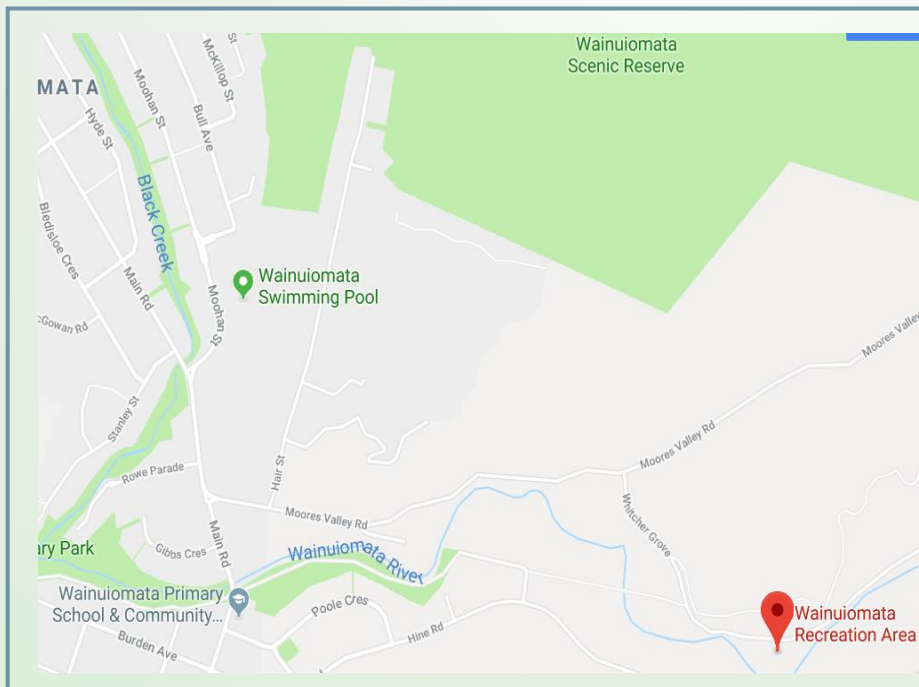 Wainuiomata
Scenic Reserve
MATA
McKillop St
St
Moohan St
Bull Ave
Hyde St
Black Creek
Bledisloe Cres
Main Rd
Moohan St
Wainuiomata
Swimming Pool
cGowan Rd
Stanley St
Moores Valley
Moores Valley Rd
Rowe Parade
Hair St
Whitcher Grove
Moores Valley Rd
Main Rd
Gibbs Cres
Wainuiomata River
ary Park
Wainuiomata Primary
School & Community...
Poole Cres
Hine Rd
Burden Ave
Wainuiomata
Recreation Area